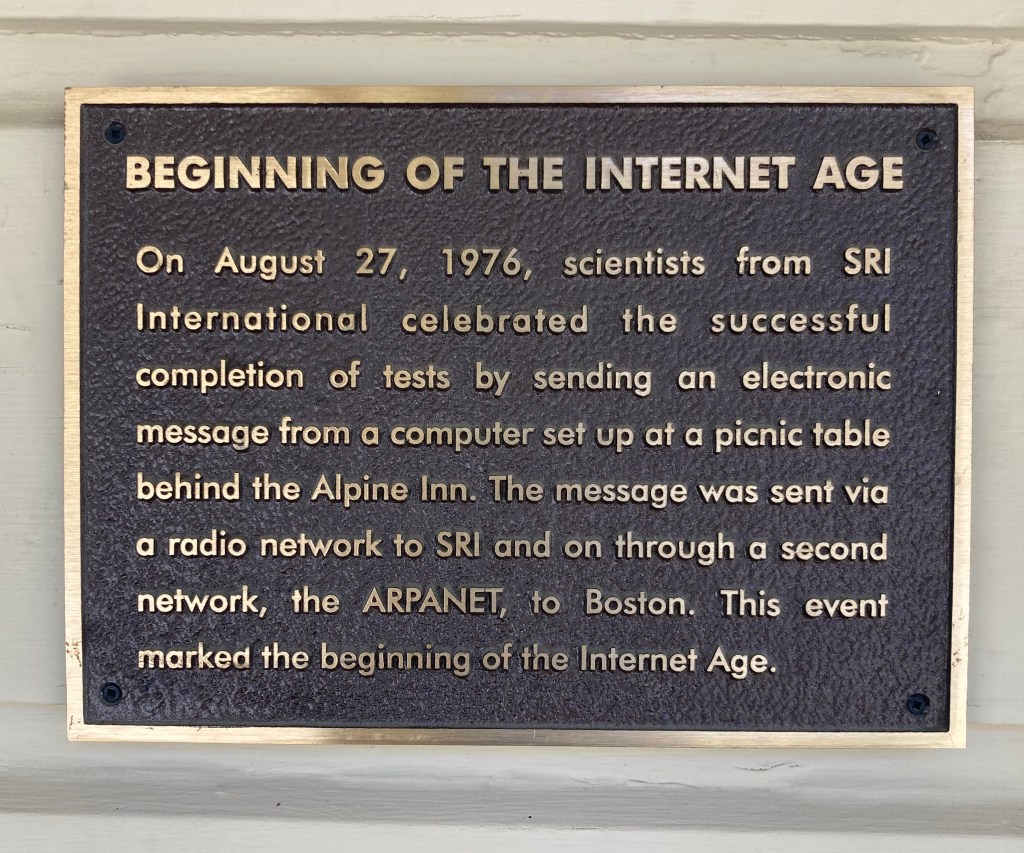 BEGINNING OF THE INTERNET AGE
On August 27, 1976, scientists from SRI
International celebrated the successful
completion of tests by sending an electronic
message from a computer set up at a picnic table
behind the Alpine Inn. The message was sent via
a radio network to SRI and on through a second
network, the ARPANET, to Boston. This event
marked the beginning of the Internet Age.